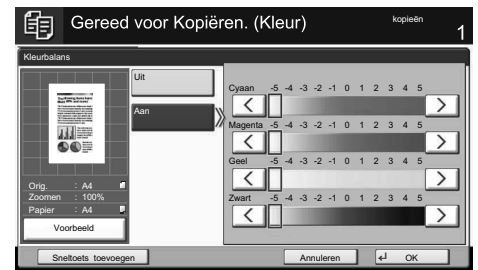 Gereed voor Kopiëren. (Kleur)
kopieën
1
Kleurbalans
Uit
Aan
Cyaan -5 -4 -3 -2 -1 0 1 2 3 4 5
Magenta -5 -4 -3 -2 -1 0 1 2 3 4 5
Geel -5 -4 -3 -2 -1 0 1 2 3 4 5
Zwart -5 -4 -3 -2 -1 0 1 2 3 4 5
Orig. : A4
Zoomen : 100%
Papier : A4
Voorbeeld
Sneltoets toevoegen
Annuleren
OK